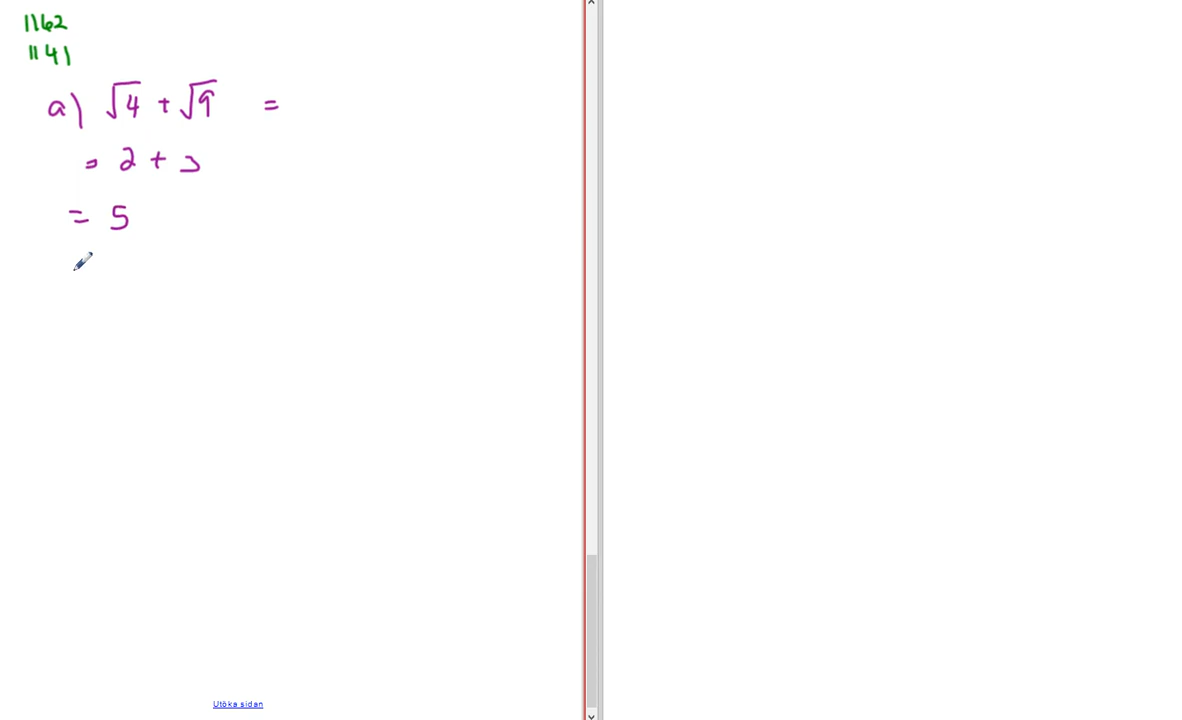 1162
1141
a) √4 + √9 =
= 2 + 3
= 5
Utöka sidan